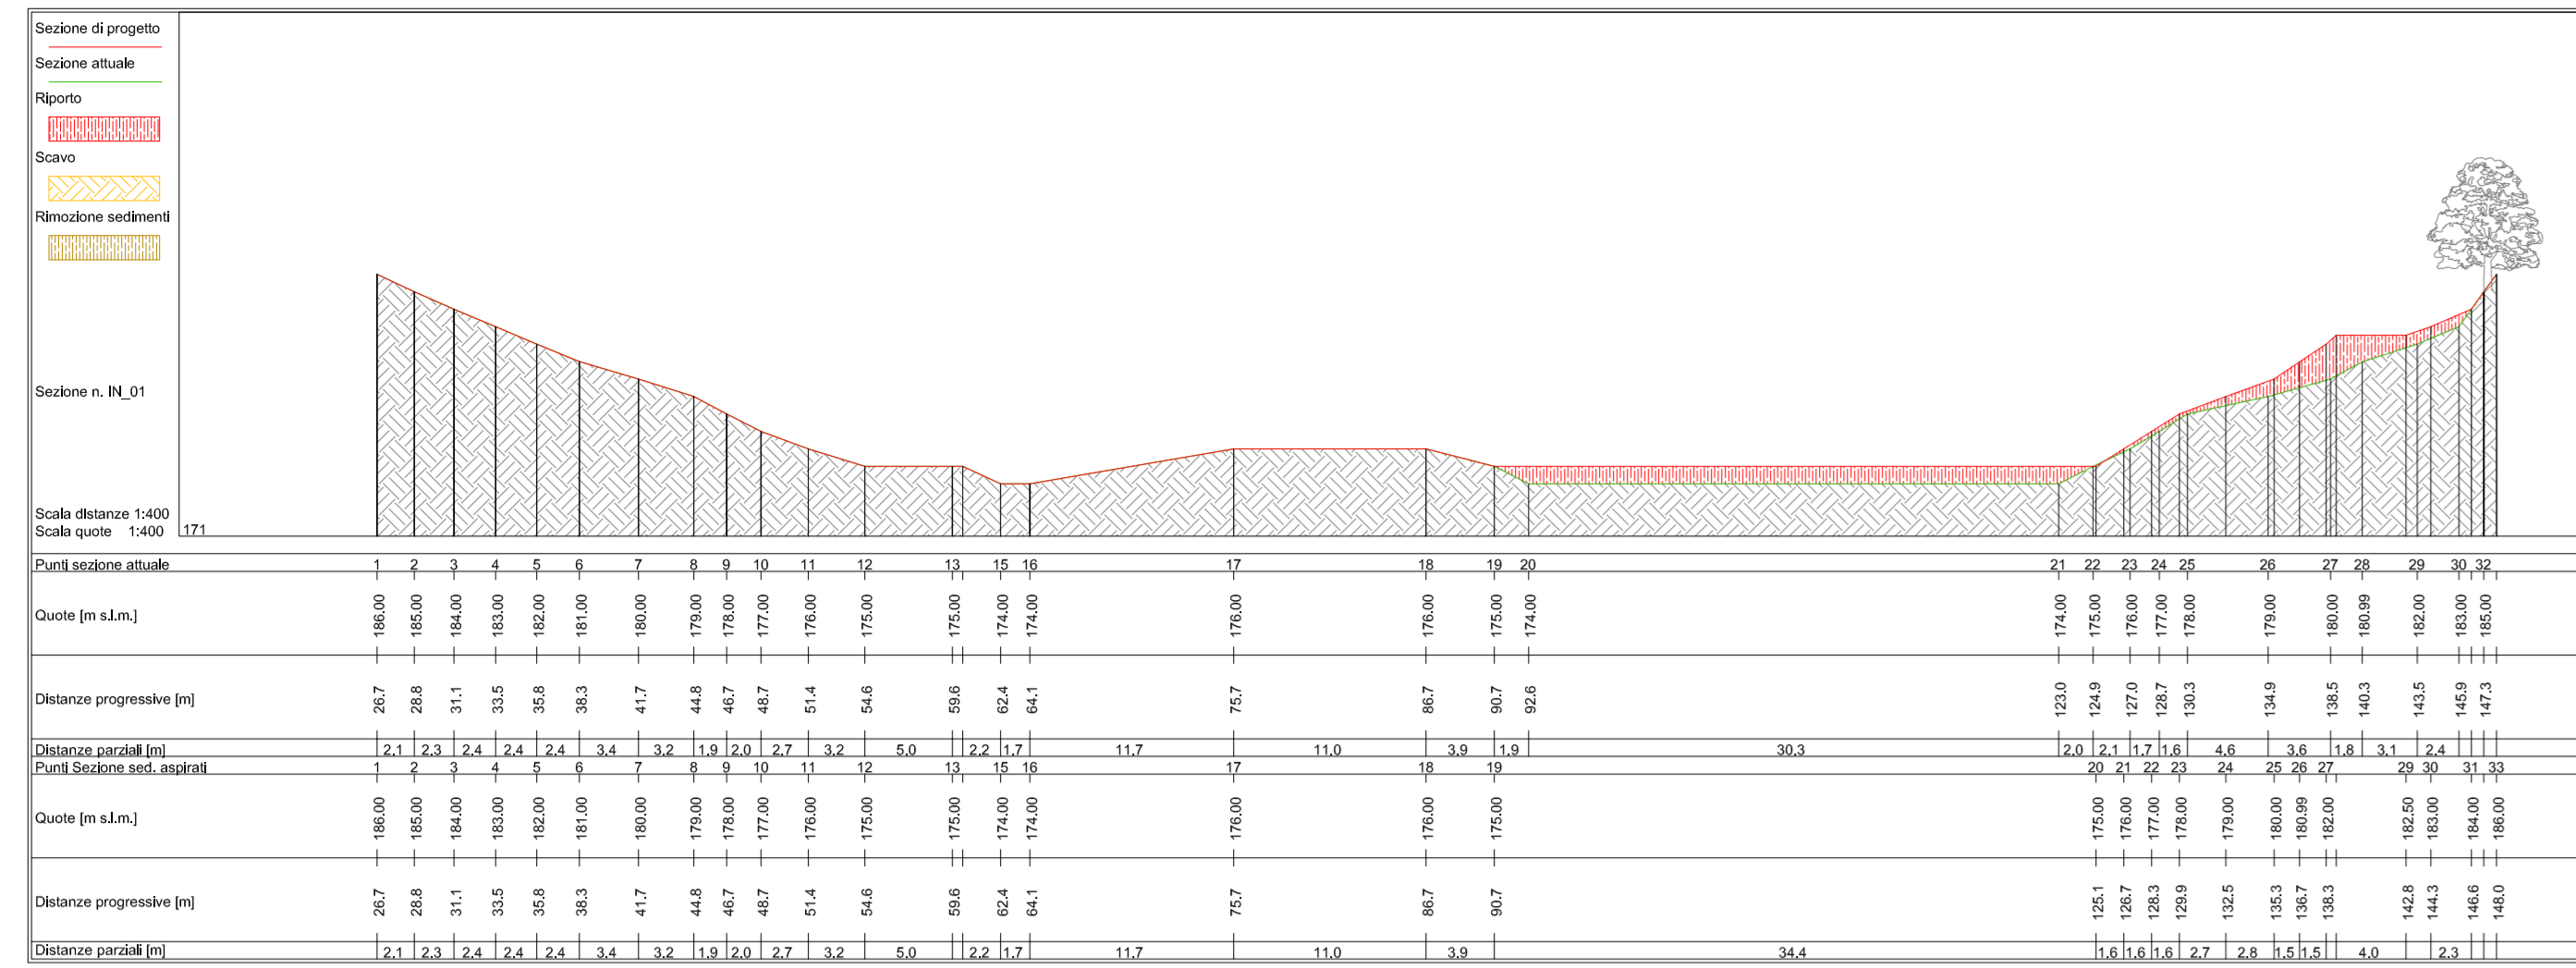 Sezione di progetto
Sezione attuale
Riporto
Scavo
Rimozione sedimenti
Sezione n. IN_01
Scala distanze 1:400
Scala quote 1:400
171
Punti sezione attuale 1 2 3 4 5 6 7 8 9 10 11 12 13 15 16 17 18 19 20 21 22 23 24 25 26 27 28 29 30 32
Quote [m s.l.m.] 186.00 185.00 184.00 183.00 182.00 181.00 180.00 179.00 178.00 177.00 176.00 175.00 175.00 174.00 174.00 176.00 176.00 175.00 174.00 174.00 175.00 176.00 177.00 178.00 179.00 180.00 180.99 182.00 183.00 185.00
Distanze progressive [m] 26.7 28.8 31.1 33.5 35.8 38.3 41.7 44.8 46.7 48.7 51.4 54.6 59.6 62.4 64.1 75.7 86.7 90.7 92.6 123.0 124.9 127.0 128.7 130.3 134.9 138.5 140.3 143.5 145.9 147.3
Distanze parziali [m] 2.1 2.3 2.4 2.4 2.4 3.4 3.2 1.9 2.0 2.7 3.2 5.0 2.2 1.7 11.7 11.0 3.9 1.9 30.3 2.0 2.1 1.7 1.6 4.6 3.6 1.8 3.1 2.4
Punti Sezione sed. aspirati 1 2 3 4 5 6 7 8 9 10 11 12 13 15 16 17 18 19 20 21 22 23 24 25 26 27 29 30 31 33
Quote [m s.l.m.] 186.00 185.00 184.00 183.00 182.00 181.00 180.00 179.00 178.00 177.00 176.00 175.00 175.00 174.00 174.00 176.00 176.00 175.00 175.00 176.00 177.00 178.00 179.00 180.00 180.99 182.00 182.50 183.00 184.00 186.00
Distanze progressive [m] 26.7 28.8 31.1 33.5 35.8 38.3 41.7 44.8 46.7 48.7 51.4 54.6 59.6 62.4 64.1 75.7 86.7 90.7 125.1 126.7 128.3 129.9 132.5 135.3 136.7 138.3 142.8 144.3 146.6 148.0
Distanze parziali [m] 2.1 2.3 2.4 2.4 2.4 3.4 3.2 1.9 2.0 2.7 3.2 5.0 2.2 1.7 11.7 11.0 3.9 34.4 1.6 1.6 1.6 2.7 2.8 1.5 1.5 4.0 2.3